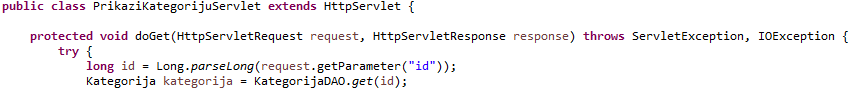 public class PrikaziKategorijuServlet extends HttpServlet {
protected void doGet(HttpServletRequest request, HttpServletResponse response) throws ServletException, IOException {
try {
long id = Long.parseLong(request.getParameter("id"));
Kategorija kategorija = KategorijaDAO.get(id);